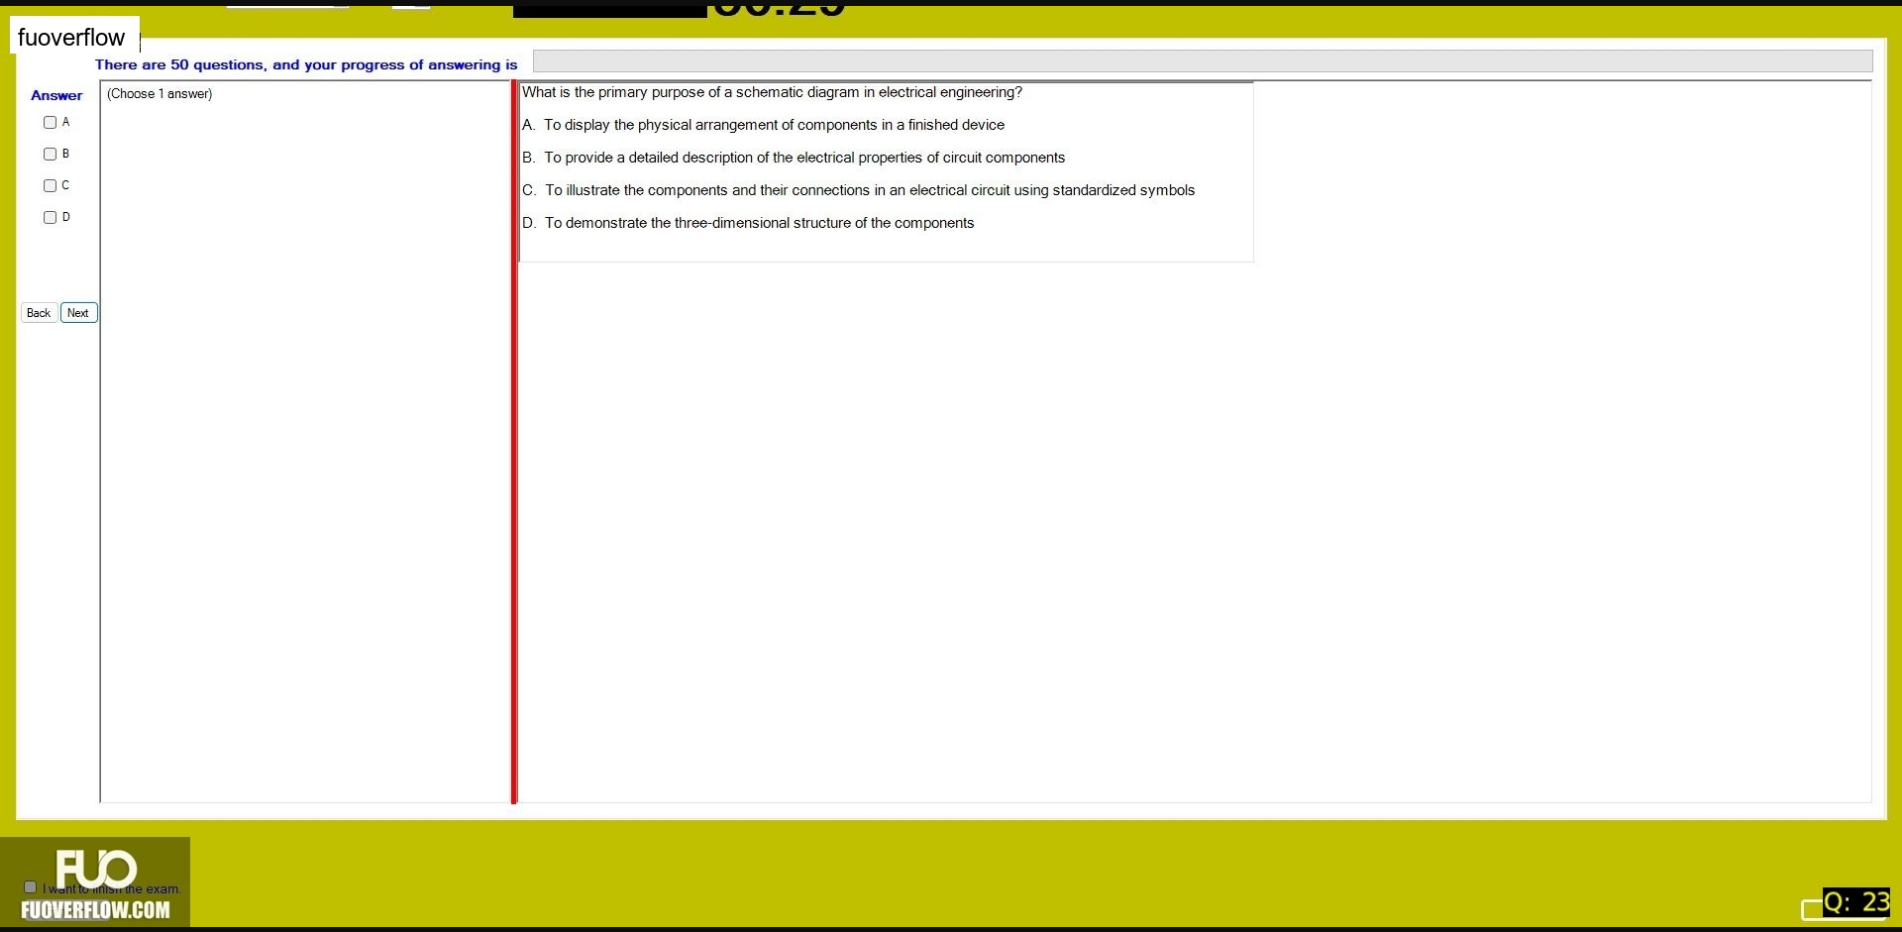 fuoverflow
There are 50 questions, and your progress of answering is
Answer
(Choose 1 answer)
A
B
C
D
Back
Next
What is the primary purpose of a schematic diagram in electrical engineering?
A. To display the physical arrangement of components in a finished device
B. To provide a detailed description of the electrical properties of circuit components
C. To illustrate the components and their connections in an electrical circuit using standardized symbols
D. To demonstrate the three-dimensional structure of the components
FUO
I want to finish the exam.
FUOVERFLOW.COM
Q: 23